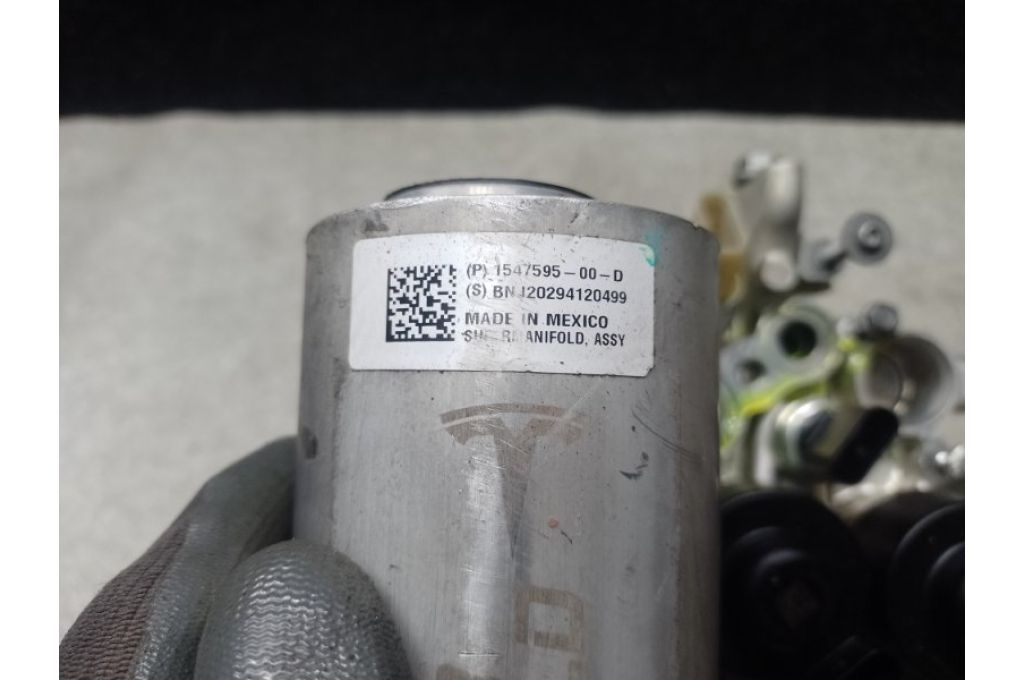 (P) 1547595-00-D
(S) BNJ20294120499
MADE IN MEXICO
ASSY